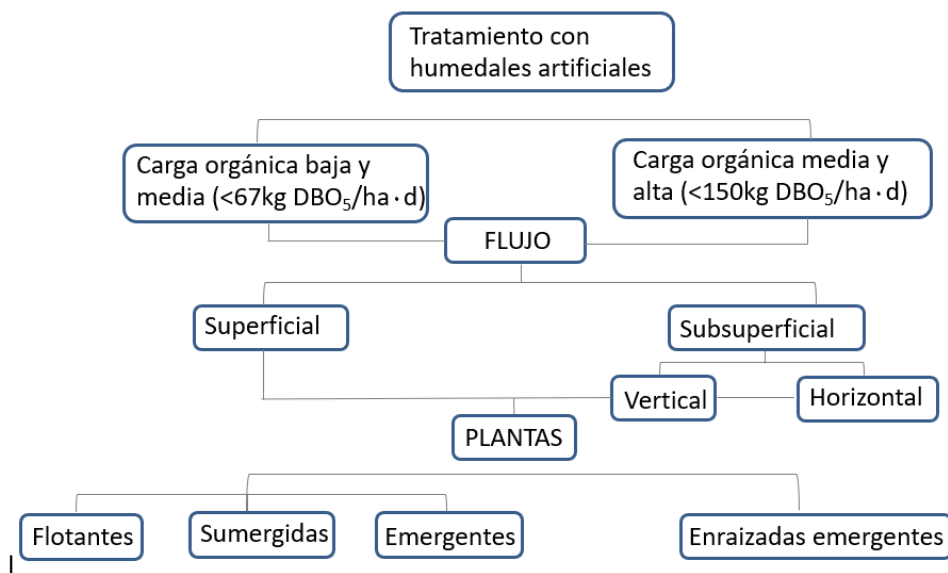 Tratamiento con
humedales artificiales
Carga orgánica baja y
media (<67kg DBO₅/ha·d)
Carga orgánica media y
alta (<150kg DBO₅/ha·d)
FLUJO
Superficial
Subsuperficial
Vertical
Horizontal
PLANTAS
Flotantes
Sumergidas
Emergentes
Enraizadas emergentes